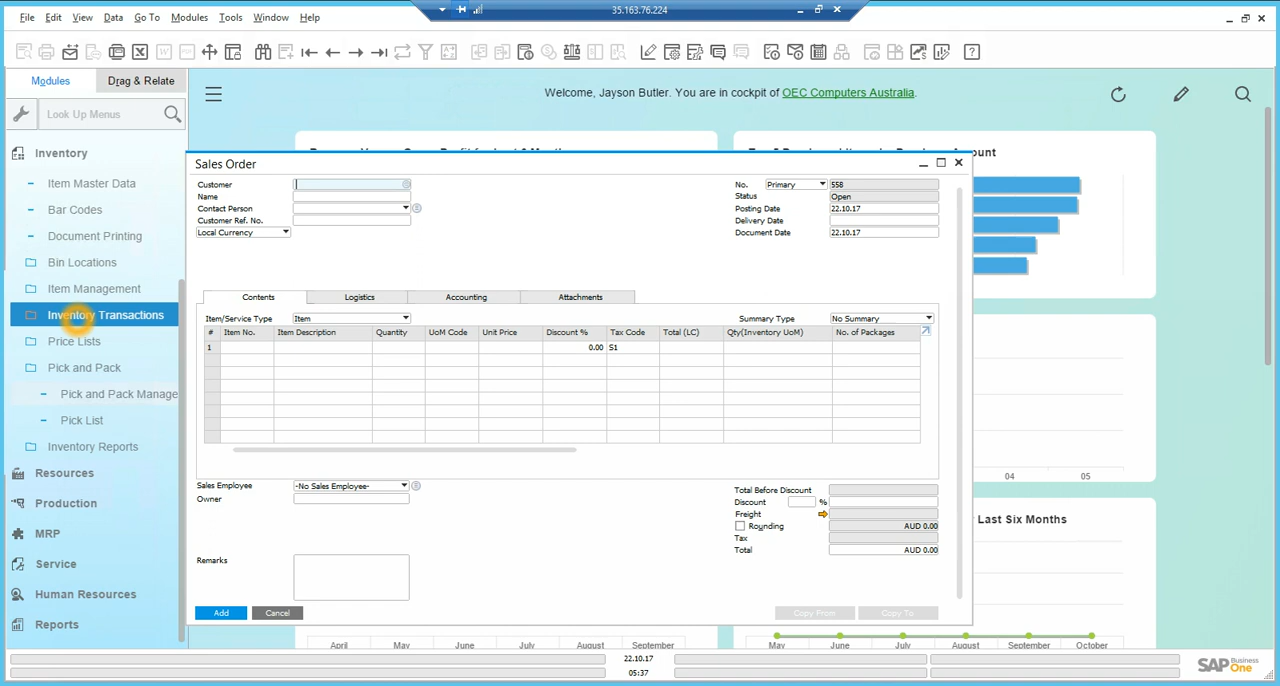 File Edit View Data Go To Modules Tools Window Help
35.163.76.224
Modules Drag & Relate
Look Up Menus
Welcome, Jayson Butler. You are in cockpit of OEC Computers Australia.
Inventory
Item Master Data
Bar Codes
Document Printing
Bin Locations
Item Management
Inventory Transactions
Price Lists
Pick and Pack
Pick and Pack Manage
Pick List
Inventory Reports
Resources
Production
MRP
Service
Human Resources
Reports
Sales Order
Customer
Name
Contact Person
Customer Ref. No.
Local Currency
No. Primary 558
Status Open
Posting Date 22.10.17
Delivery Date
Document Date 22.10.17
Contents Logistics Accounting Attachments
Item/Service Type Item Summary Type No Summary
# Item No. Item Description Quantity UoM Code Unit Price Discount % Tax Code Total (LC) Qty(Inventory UoM) No. of Packages
1 0.00 S1
Sales Employee -No Sales Employee-
Owner
Total Before Discount
Discount %
Freight
Rounding AUD 0.00
Tax
Total AUD 0.00
Remarks
Add Cancel Copy From Copy To
ount
04 05
Last Six Months
April May June July August September
May June July August September October
22.10.17
05:37
SAP Business One